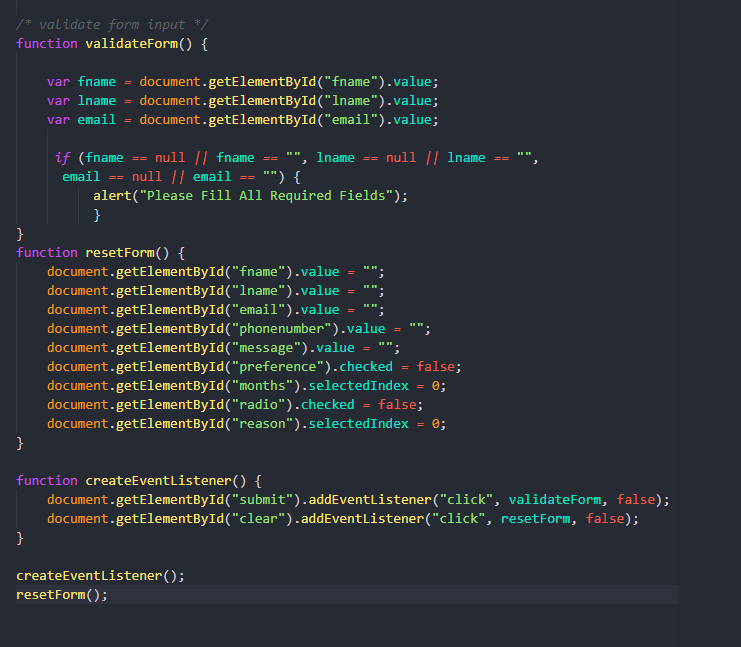 /* validate form input */
function validateForm() {
var fname = document.getElementById("fname").value;
var lname = document.getElementById("lname").value;
var email = document.getElementById("email").value;
if (fname == null || fname == "", lname == null || lname == "",
email == null || email == "") {
alert("Please Fill All Required Fields");
}
}
function resetForm() {
document.getElementById("fname").value = "";
document.getElementById("lname").value = "";
document.getElementById("email").value = "";
document.getElementById("phonenumber").value = "";
document.getElementById("message").value = "";
document.getElementById("preference").checked = false;
document.getElementById("months").selectedIndex = 0;
document.getElementById("radio").checked = false;
document.getElementById("reason").selectedIndex = 0;
}
function createEventListener() {
document.getElementById("submit").addEventListener("click", validateForm, false);
document.getElementById("clear").addEventListener("click", resetForm, false);
}
createEventListener();
resetForm();